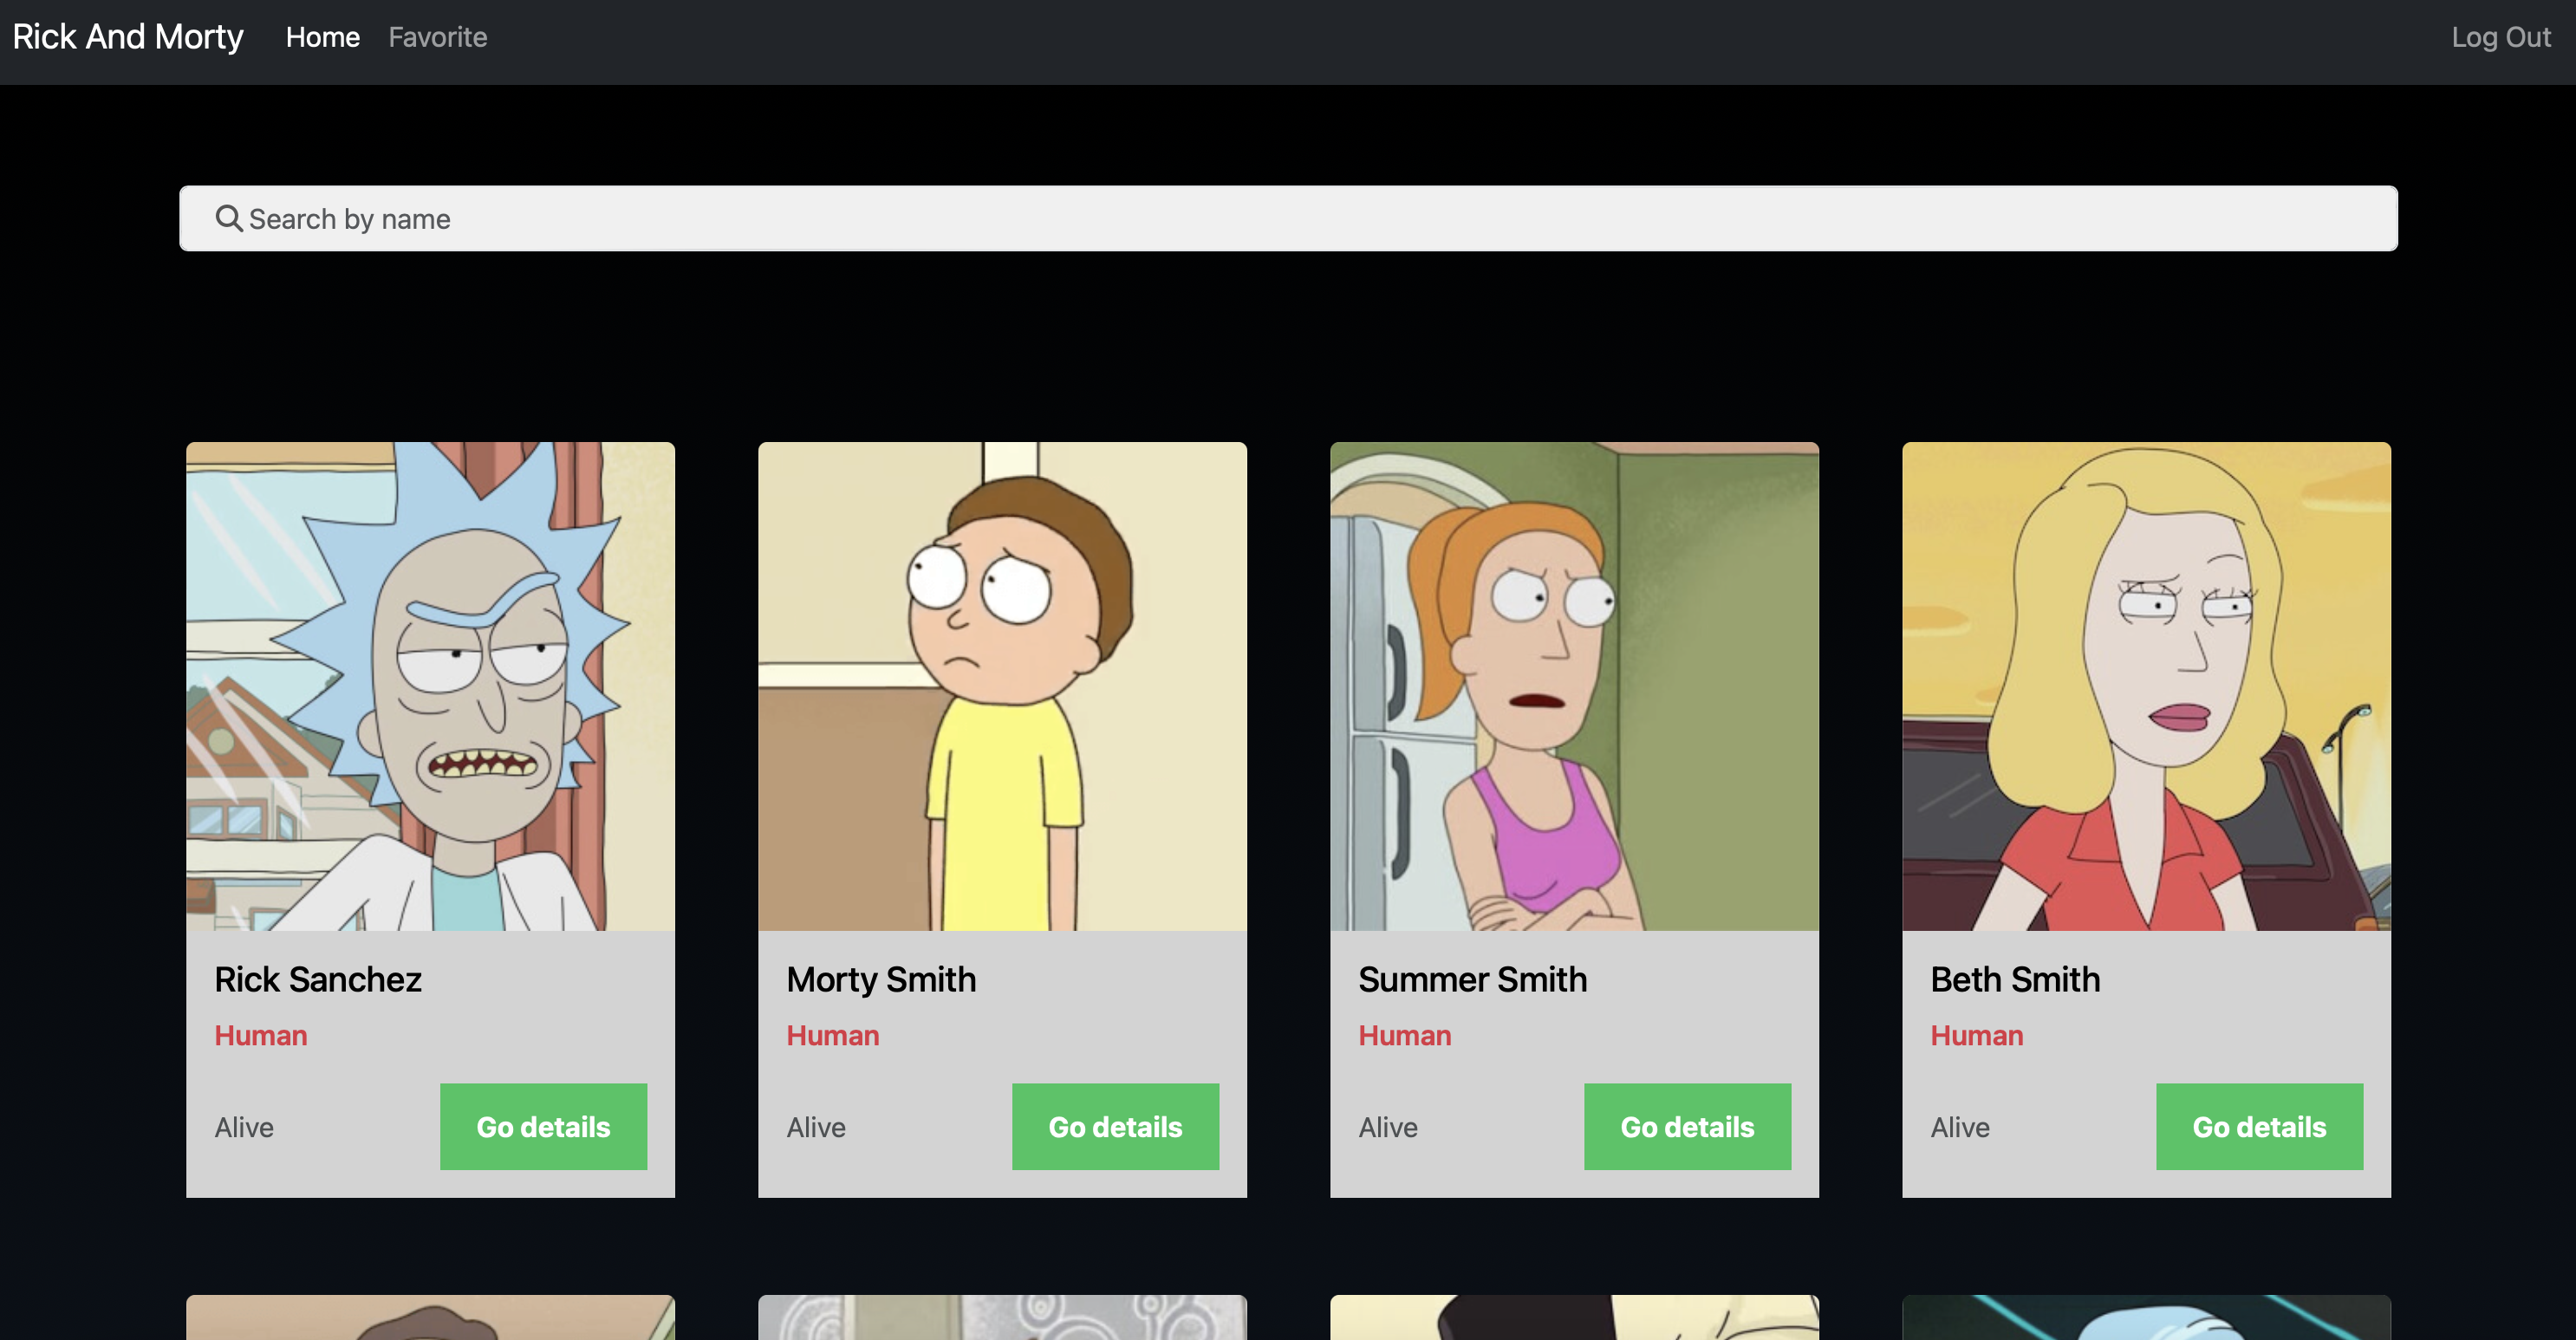 Rick And Morty Home Favorite Log Out
Search by name
Rick Sanchez
Human
Alive Go details
Morty Smith
Human
Alive Go details
Summer Smith
Human
Alive Go details
Beth Smith
Human
Alive Go details